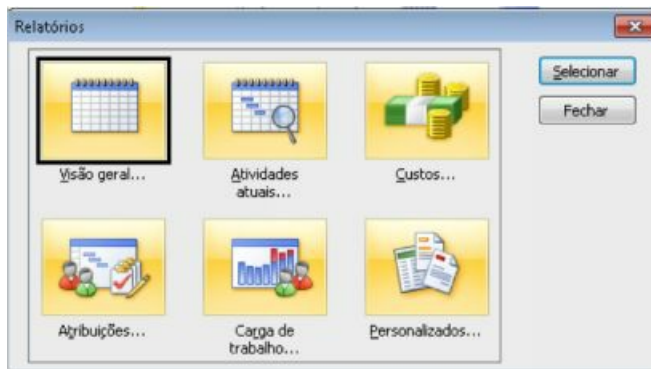 Relatórios
Selecionar
Fechar
Visão geral...
Atividades
atuais...
Custos...
Atribuições...
Carga de
trabalho...
Personalizados...